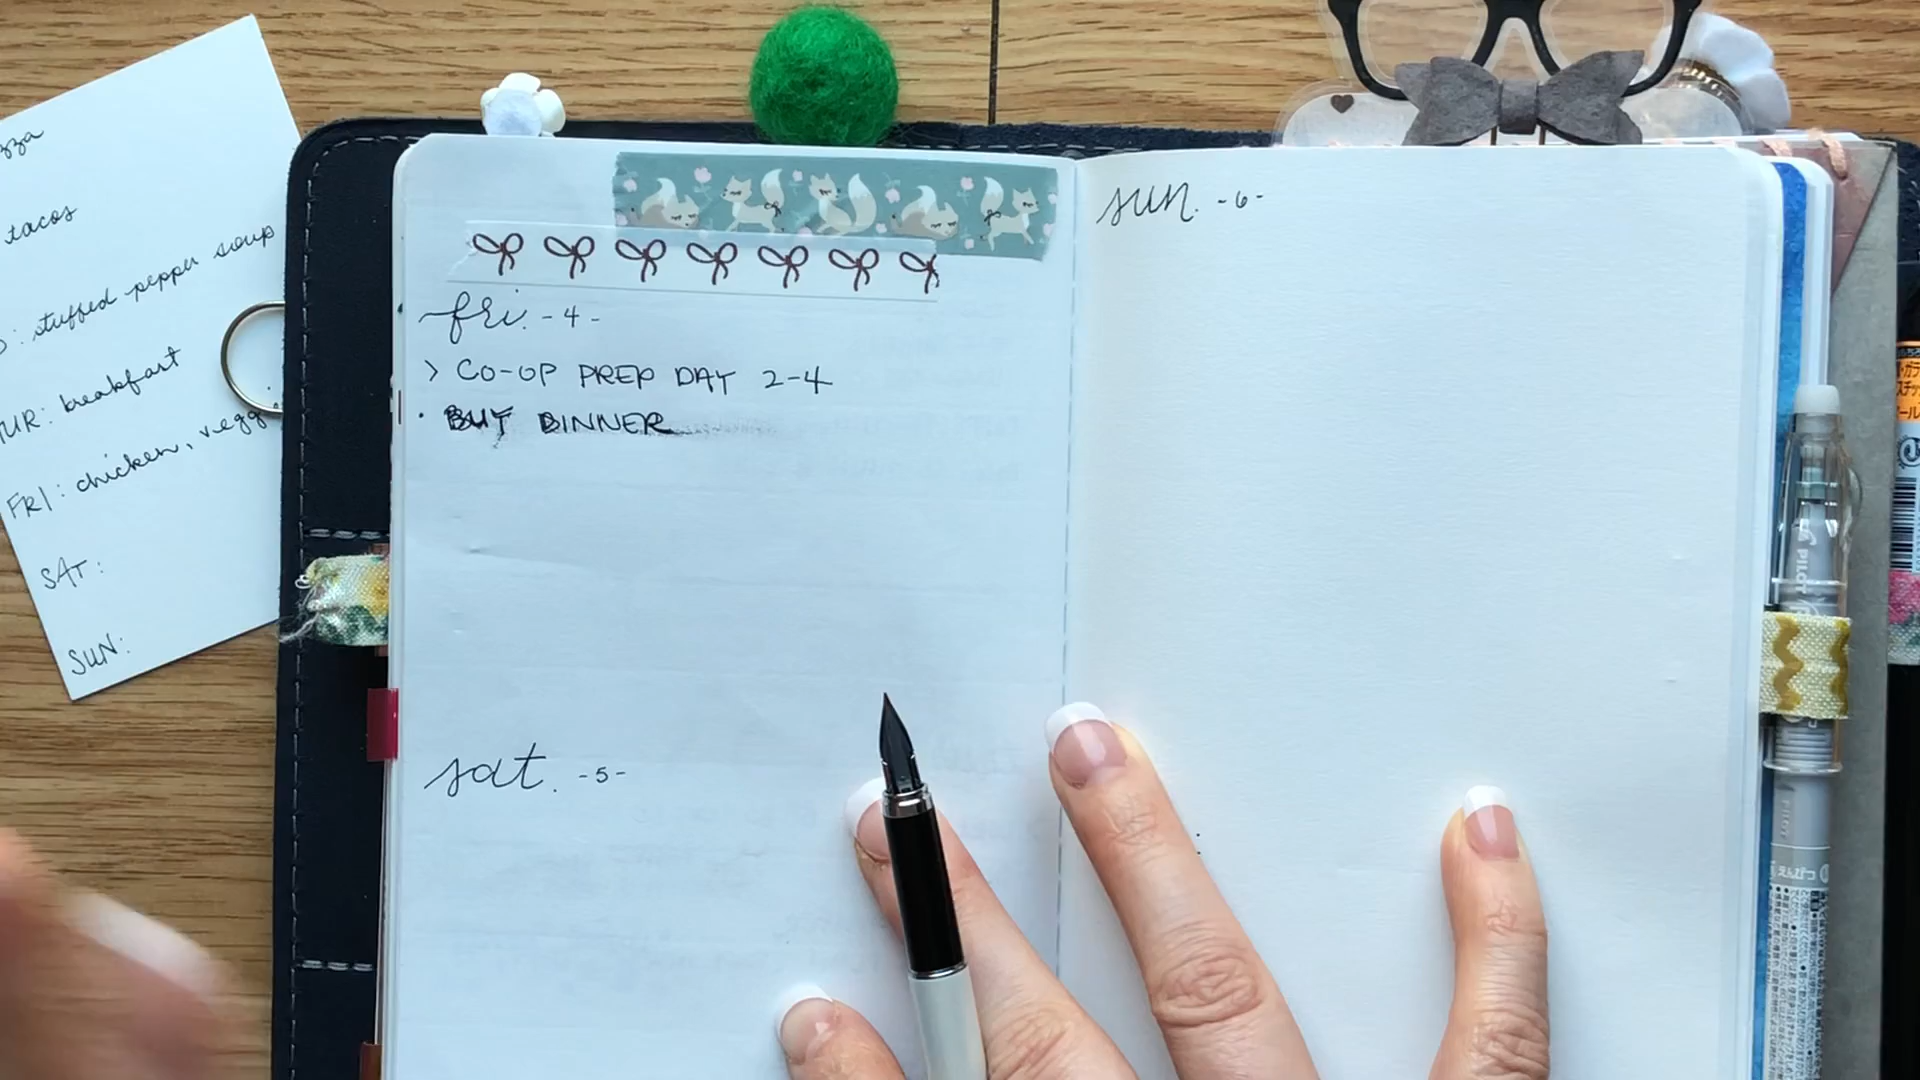 tacos
: stuffed pepper soup
UR: breakfast
FRI: chicken, vegg
SAT:
SUN:
fri. -4-
> CO-OP PREP DAY 2-4
· BUY DINNER
sat. -5-
sun. -6-
PILOT